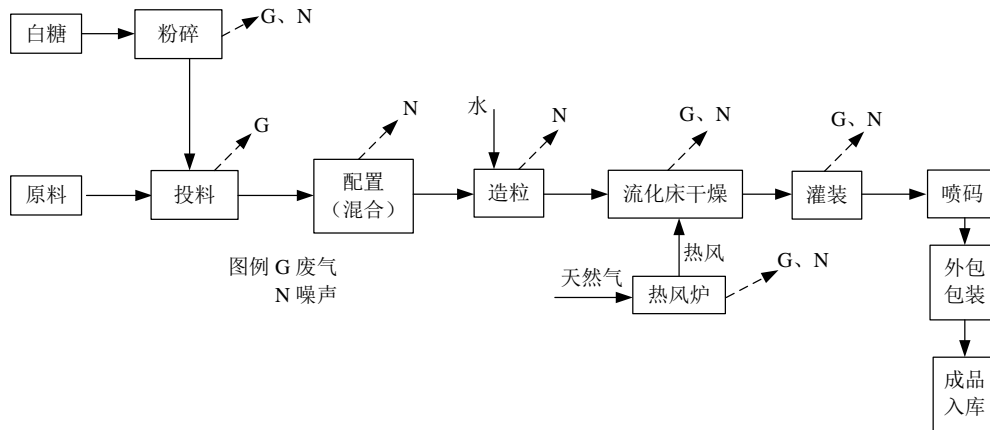 白糖
粉碎
G、N
原料
投料
G
配置
（混合）
N
水
造粒
N
流化床干燥
G、N
灌装
G、N
喷码
热风
天然气
热风炉
G、N
外包
包装
成品
入库
图例 G 废气
N 噪声